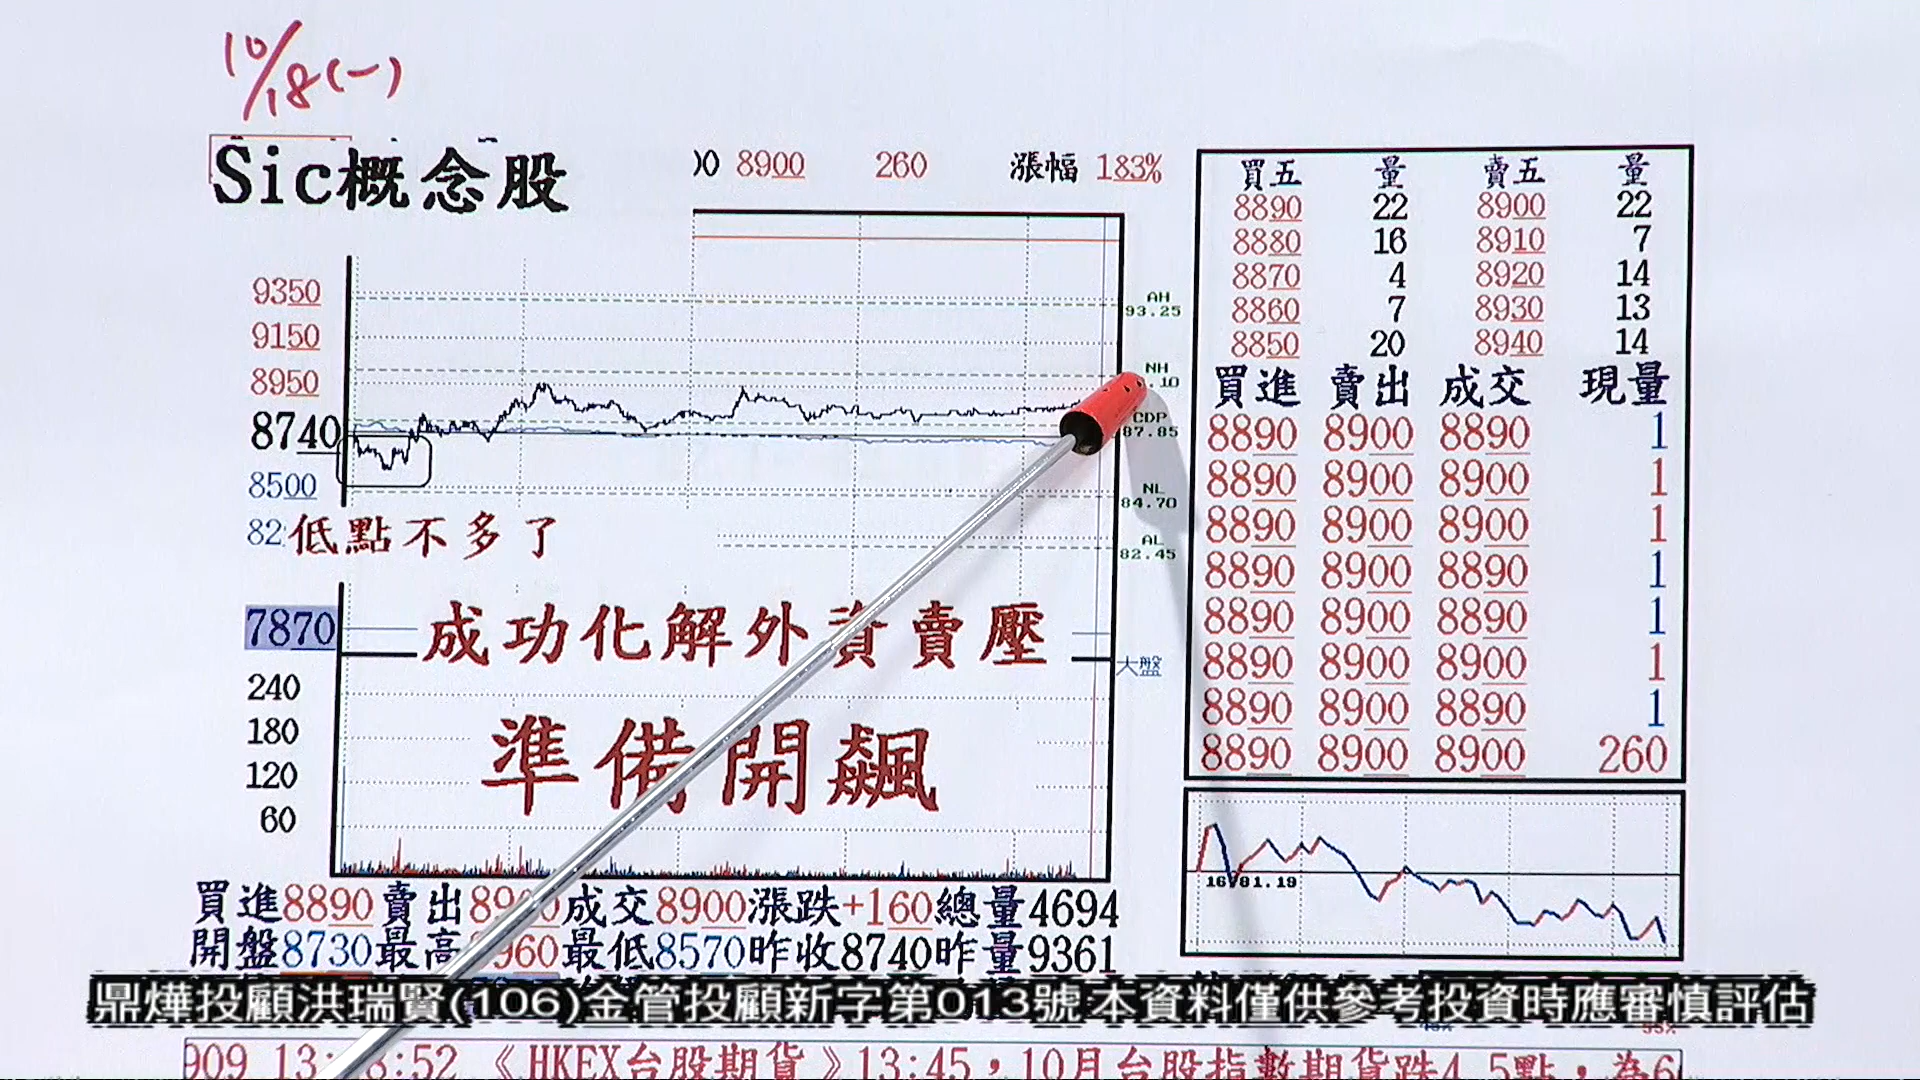 10/18(一)
Sic概念股
8900 260 漲幅 183%
9350
9150
8950
8740
8500
低點不多了
7870
成功化解外資賣壓
準備開飆
240
180
120
60
AH
93.25
NH
CDP
87.85
NL
84.70
AL
82.45
大盤
買五 量 賣五 量
8890 22 8900 22
8880 16 8910 7
8870 4 8920 14
8860 7 8930 13
8850 20 8940 14
買進 賣出 成交 現量
8890 8900 8890 1
8890 8900 8900 1
8890 8900 8900 1
8890 8900 8890 1
8890 8900 8890 1
8890 8900 8900 1
8890 8900 8890 1
8890 8900 8900 260
買進8890賣出 成交8900漲跌+160總量4694
開盤8730最高 最低8570昨收8740昨量9361
鼎燁投顧洪瑞賢(106)金管投顧新字第013號 本資料僅供參考投資時應審慎評估
《HKEX台股期貨》13:45，10月台股指數期貨跌4.5點，為